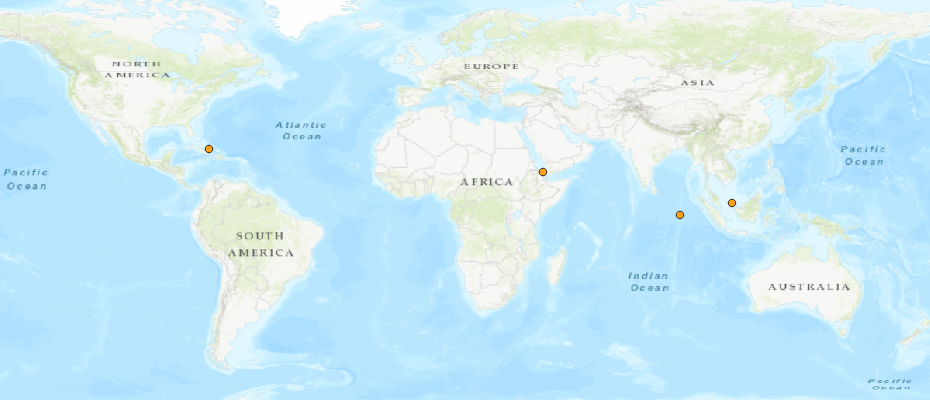 NORTH
AMERICA
EUROPE
ASIA
Atlantic
Ocean
Pacific
Ocean
Pacific
Ocean
AFRICA
SOUTH
AMERICA
Indian
Ocean
AUSTRALIA
Pacific
Ocean